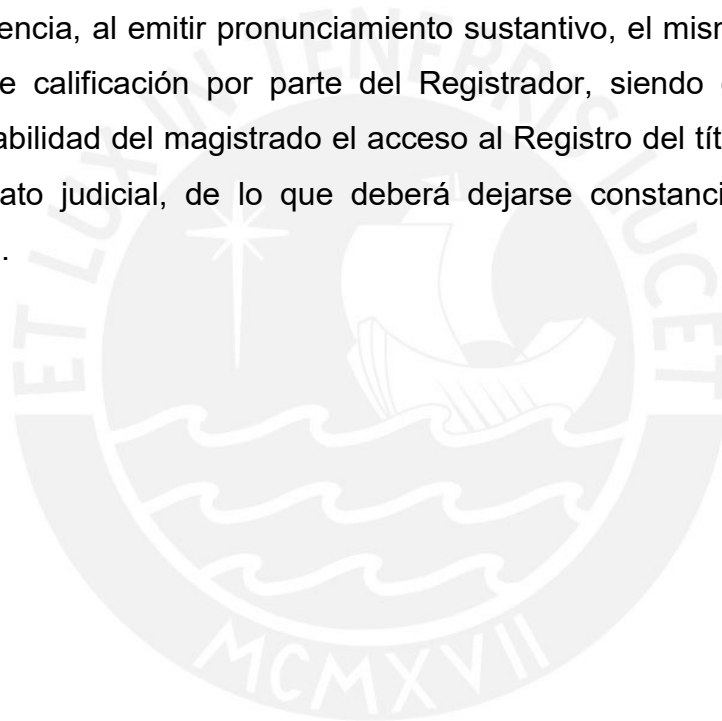 encia, al emitir pronunciamiento sustantivo, el mism
e calificación por parte del Registrador, siendo
abilidad del magistrado el acceso al Registro del tít
ato judicial, de lo que deberá dejarse constanci
.
ET LUX IN TENEBRIS LUCET
MCMXVII